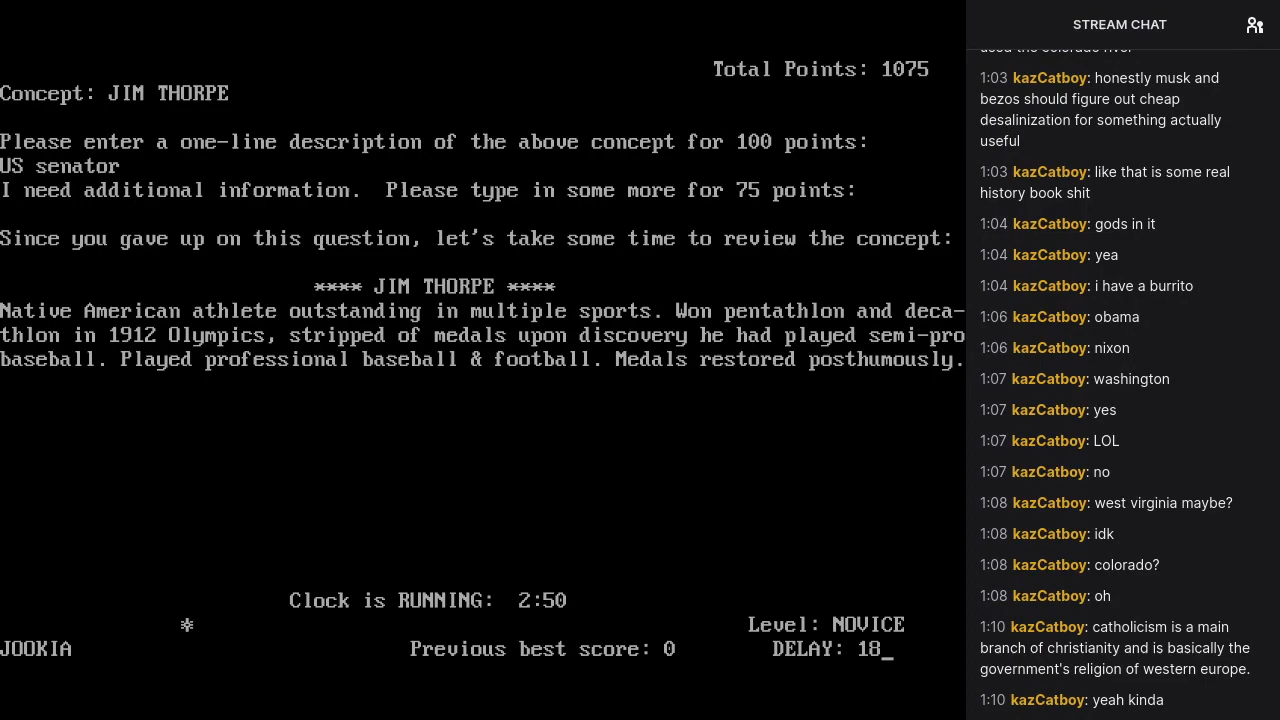 Total Points: 1075
Concept: JIM THORPE
Please enter a one-line description of the above concept for 100 points:
US senator
I need additional information.  Please type in some more for 75 points:
Since you gave up on this question, let's take some time to review the concept:
**** JIM THORPE ****
Native American athlete outstanding in multiple sports. Won pentathlon and deca-
thlon in 1912 Olympics, stripped of medals upon discovery he had played semi-pro
baseball. Played professional baseball & football. Medals restored posthumously.
Clock is RUNNING:  2:50
*
Level: NOVICE
JOOKIA
Previous best score: 0
DELAY: 18_
STREAM CHAT
used the colorado river
1:03 kazCatboy: honestly musk and
bezos should figure out cheap
desalinization for something actually
useful
1:03 kazCatboy: like that is some real
history book shit
1:04 kazCatboy: gods in it
1:04 kazCatboy: yea
1:04 kazCatboy: i have a burrito
1:06 kazCatboy: obama
1:06 kazCatboy: nixon
1:07 kazCatboy: washington
1:07 kazCatboy: yes
1:07 kazCatboy: LOL
1:07 kazCatboy: no
1:08 kazCatboy: west virginia maybe?
1:08 kazCatboy: idk
1:08 kazCatboy: colorado?
1:08 kazCatboy: oh
1:10 kazCatboy: catholicism is a main
branch of christianity and is basically the
government's religion of western europe.
1:10 kazCatboy: yeah kinda